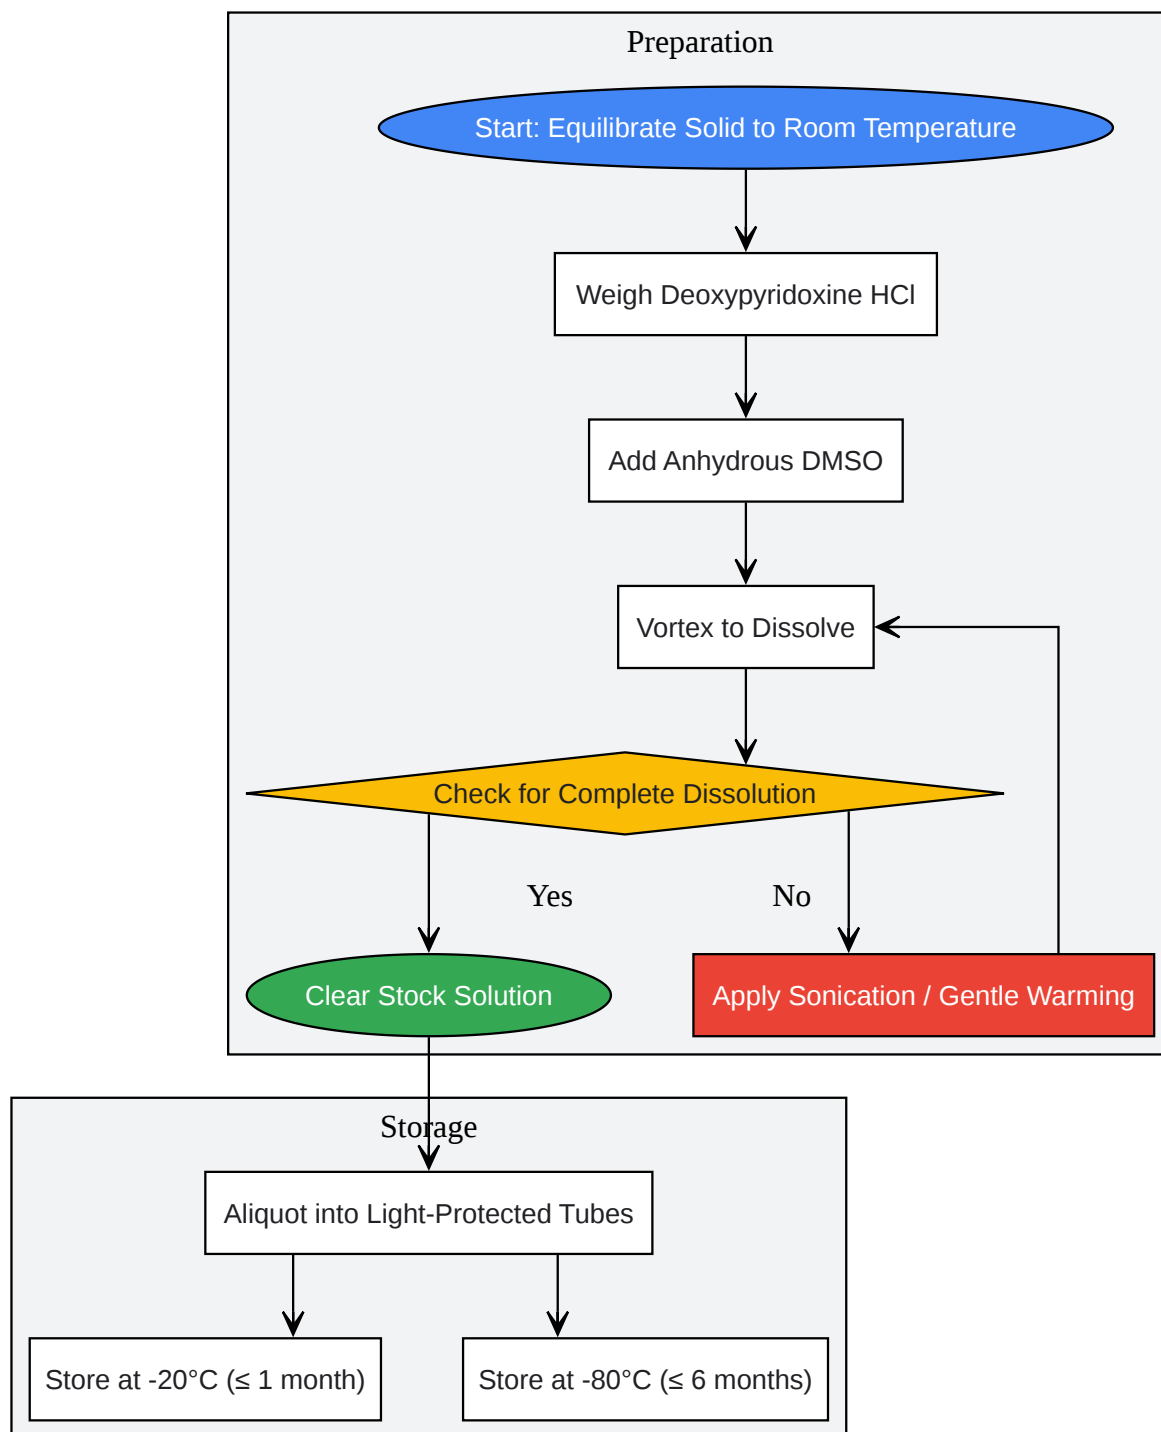 Preparation
Start: Equilibrate Solid to Room Temperature
Weigh Deoxypyridoxine HCl
Add Anhydrous DMSO
Vortex to Dissolve
Check for Complete Dissolution
Yes
No
Clear Stock Solution
Apply Sonication / Gentle Warming
Storage
Aliquot into Light-Protected Tubes
Store at -20°C (≤ 1 month)
Store at -80°C (≤ 6 months)